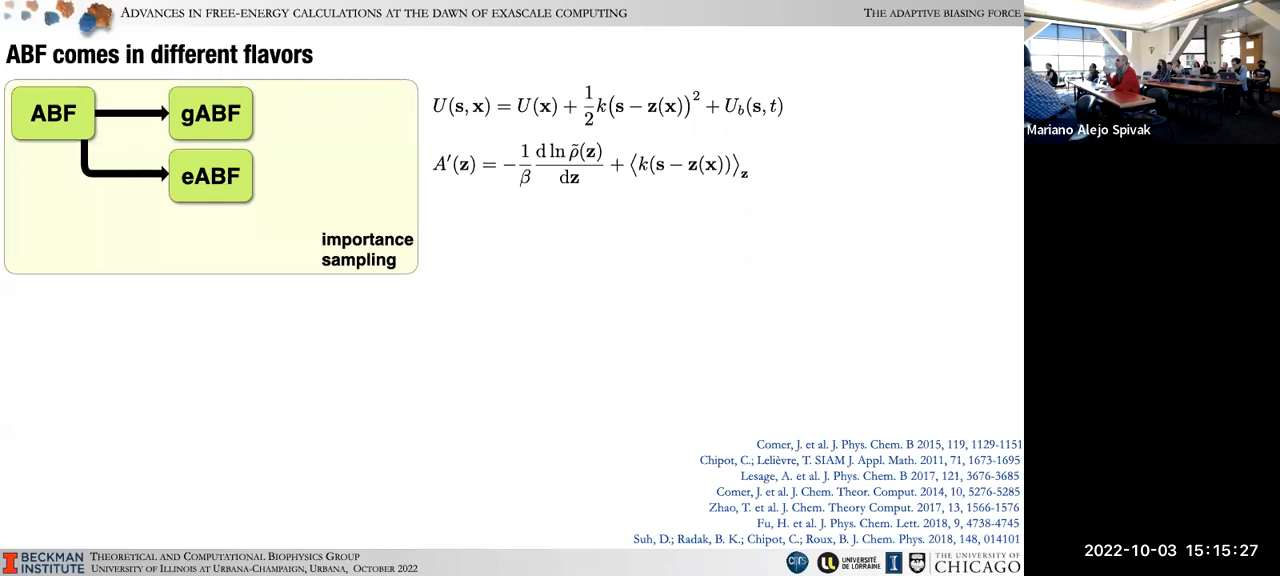 ADVANCES IN FREE-ENERGY CALCULATIONS AT THE DAWN OF EXASCALE COMPUTING
THE ADAPTIVE BIASING FORCE
ABF comes in different flavors
ABF
gABF
eABF
importance
sampling
U(s, x) = U(x) + 1/2 k(s − z(x))² + U_b(s, t)
A′(z) = − 1/β d ln ρ̃(z)/dz + ⟨k(s − z(x))⟩_z
Comer, J. et al. J. Phys. Chem. B 2015, 119, 1129-1151
Chipot, C.; Lelièvre, T. SIAM J. Appl. Math. 2011, 71, 1673-1695
Lesage, A. et al. J. Phys. Chem. B 2017, 121, 3676-3685
Comer, J. et al. J. Chem. Theor. Comput. 2014, 10, 5276-5285
Zhao, T. et al. J. Chem. Theory Comput. 2017, 13, 1566-1576
Fu, H. et al. J. Phys. Chem. Lett. 2018, 9, 4738-4745
Suh, D.; Radak, B. K.; Chipot, C.; Roux, B. J. Chem. Phys. 2018, 148, 014101
I BECKMAN
INSTITUTE
THEORETICAL AND COMPUTATIONAL BIOPHYSICS GROUP
UNIVERSITY OF ILLINOIS AT URBANA-CHAMPAIGN, URBANA, OCTOBER 2022
cnrs
UNIVERSITÉ
DE LORRAINE
I
THE UNIVERSITY OF
CHICAGO
Mariano Alejo Spivak
2022-10-03 15:15:27